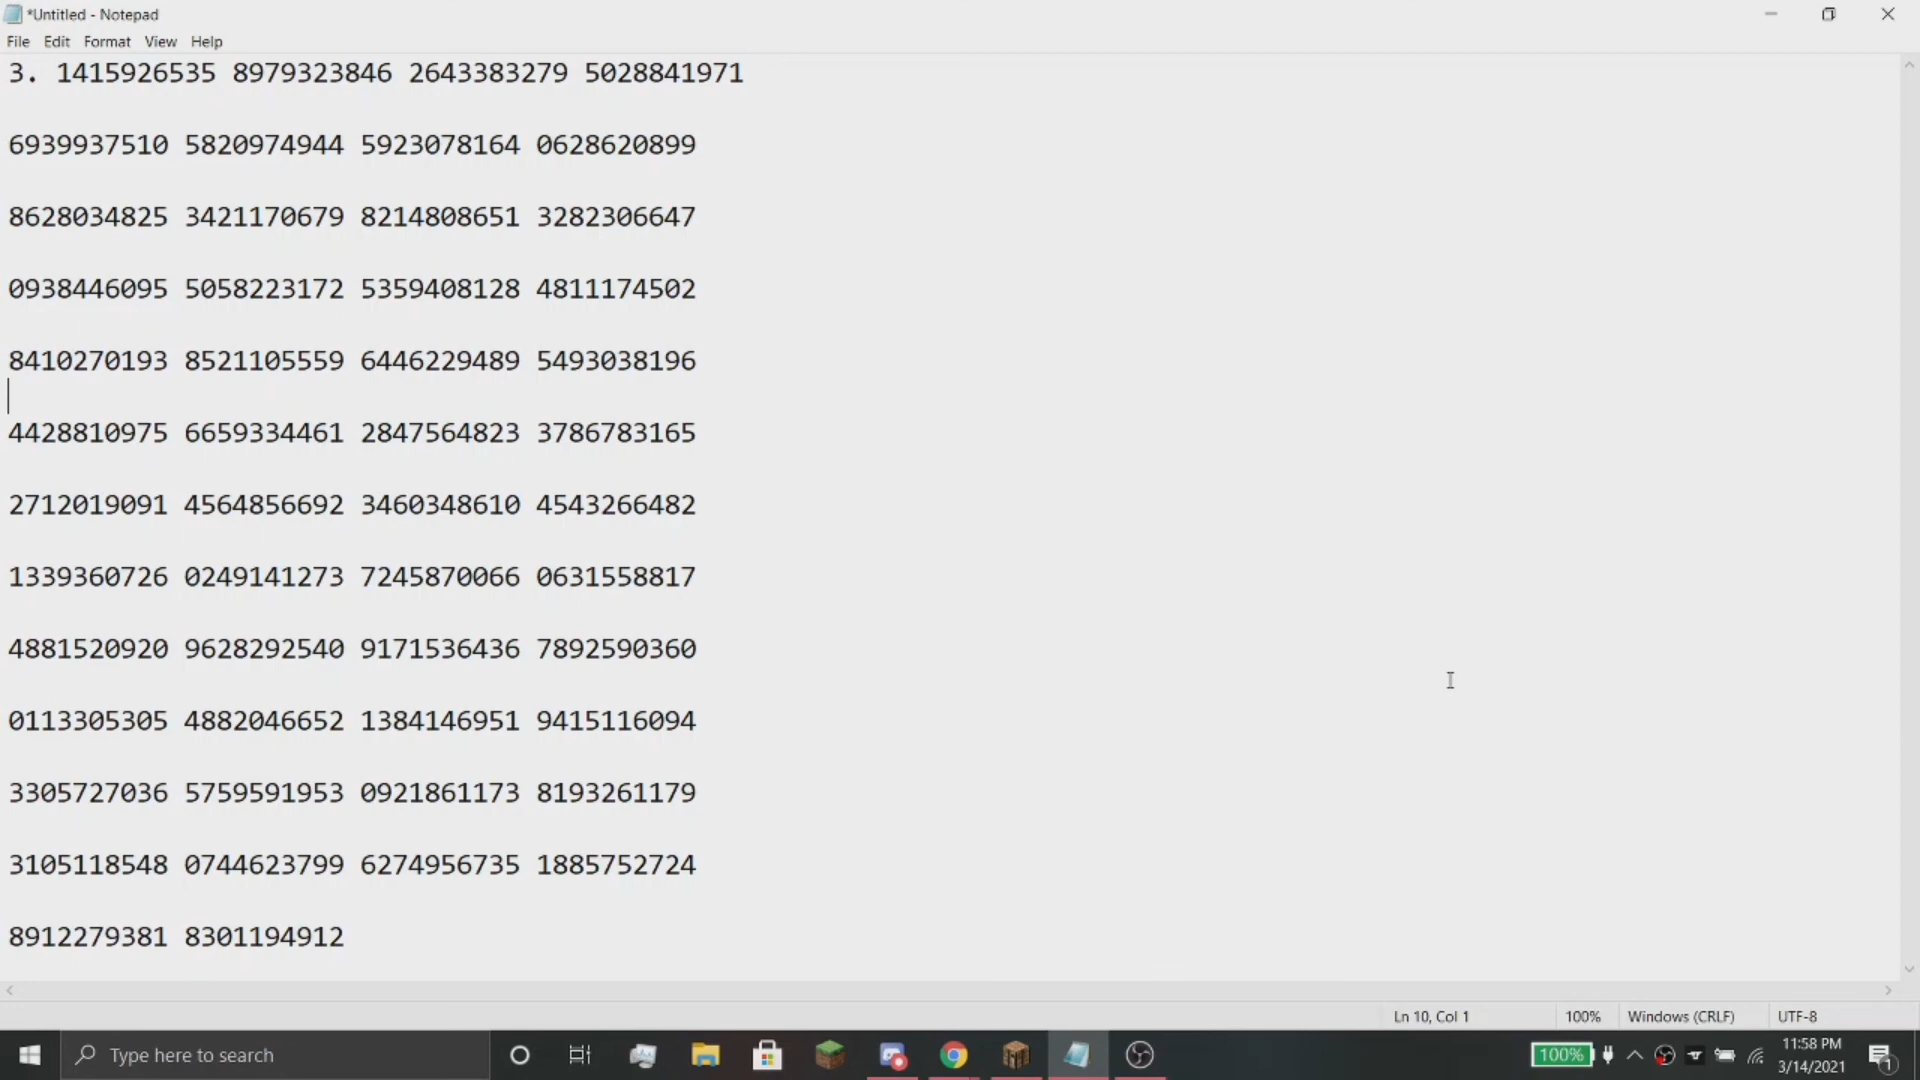 *Untitled - Notepad
File Edit Format View Help
3. 1415926535 8979323846 2643383279 5028841971
6939937510 5820974944 5923078164 0628620899
8628034825 3421170679 8214808651 3282306647
0938446095 5058223172 5359408128 4811174502
8410270193 8521105559 6446229489 5493038196
4428810975 6659334461 2847564823 3786783165
2712019091 4564856692 3460348610 4543266482
1339360726 0249141273 7245870066 0631558817
4881520920 9628292540 9171536436 7892590360
0113305305 4882046652 1384146951 9415116094
3305727036 5759591953 0921861173 8193261179
3105118548 0744623799 6274956735 1885752724
8912279381 8301194912
Ln 10, Col 1 100% Windows (CRLF) UTF-8
Type here to search
100%
11:58 PM
3/14/2021
1